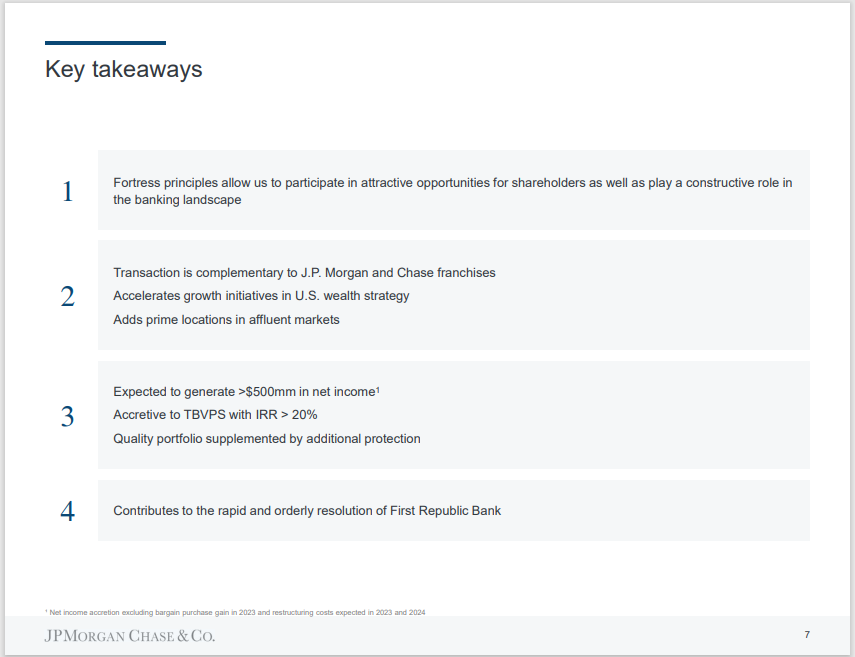 Key takeaways
1
Fortress principles allow us to participate in attractive opportunities for shareholders as well as play a constructive role in
the banking landscape
2
Transaction is complementary to J.P. Morgan and Chase franchises
Accelerates growth initiatives in U.S. wealth strategy
Adds prime locations in affluent markets
3
Expected to generate >$500mm in net income¹
Accretive to TBVPS with IRR > 20%
Quality portfolio supplemented by additional protection
4
Contributes to the rapid and orderly resolution of First Republic Bank
¹ Net income accretion excluding bargain purchase gain in 2023 and restructuring costs expected in 2023 and 2024
JPMORGAN CHASE & CO.
7